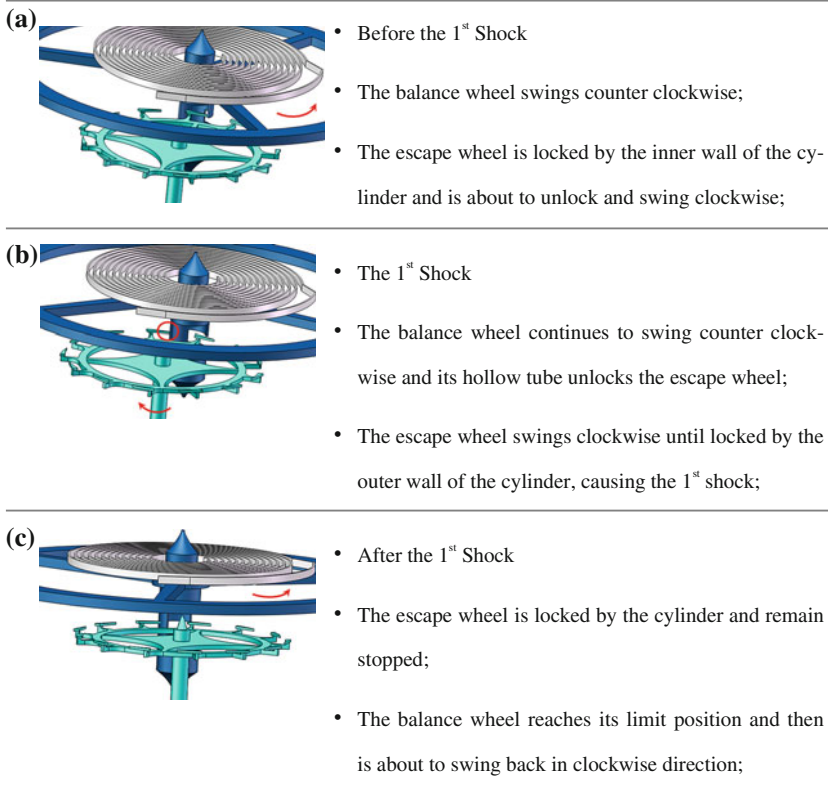 (a)
• Before the 1st Shock
• The balance wheel swings counter clockwise;
• The escape wheel is locked by the inner wall of the cy-
linder and is about to unlock and swing clockwise;
(b)
• The 1st Shock
• The balance wheel continues to swing counter clock-
wise and its hollow tube unlocks the escape wheel;
• The escape wheel swings clockwise until locked by the
outer wall of the cylinder, causing the 1st shock;
(c)
• After the 1st Shock
• The escape wheel is locked by the cylinder and remain
stopped;
• The balance wheel reaches its limit position and then
is about to swing back in clockwise direction;